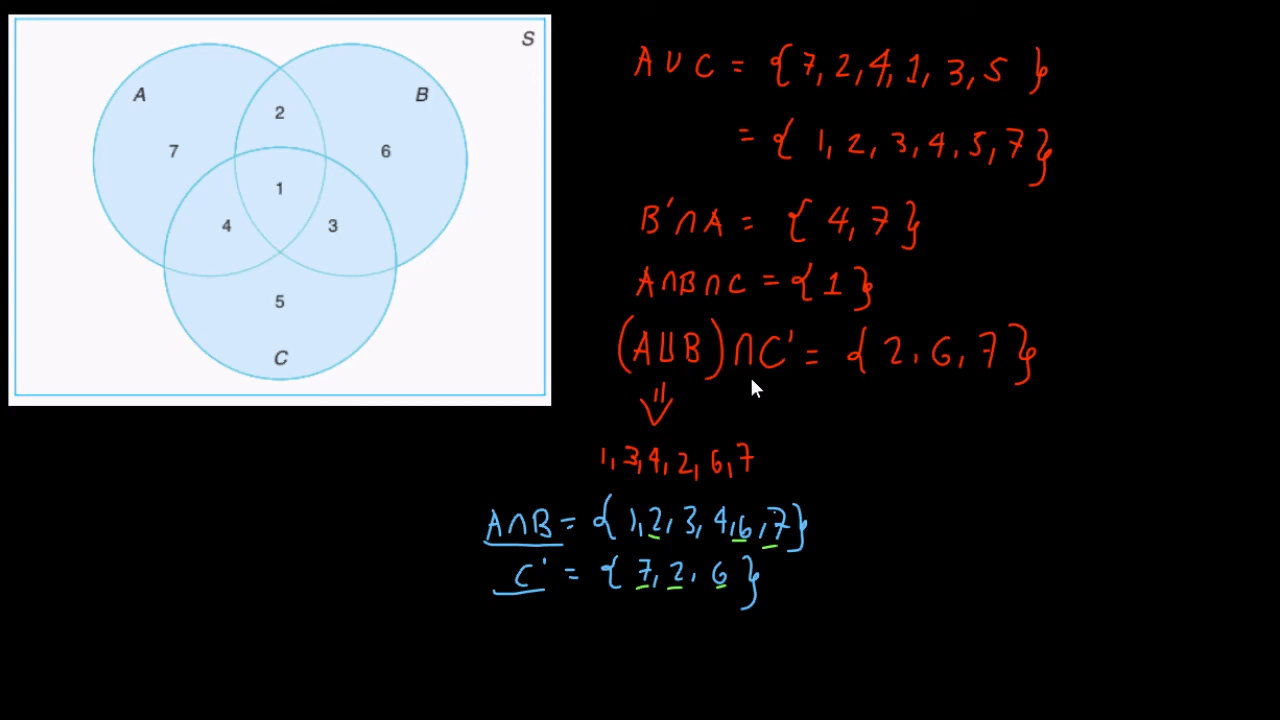 S
A
B
2
7
6
1
4
3
5
C
A ∪ C = { 7, 2, 4, 1, 3, 5 }
= { 1, 2, 3, 4, 5, 7 }
B' ∩ A = { 4, 7 }
A ∩ B ∩ C = { 1 }
(A ∪ B) ∩ C' = { 2, 6, 7 }
1, 3, 4, 2, 6, 7
A ∩ B = { 1, 2, 3, 4, 6, 7 }
C' = { 7, 2, 6 }